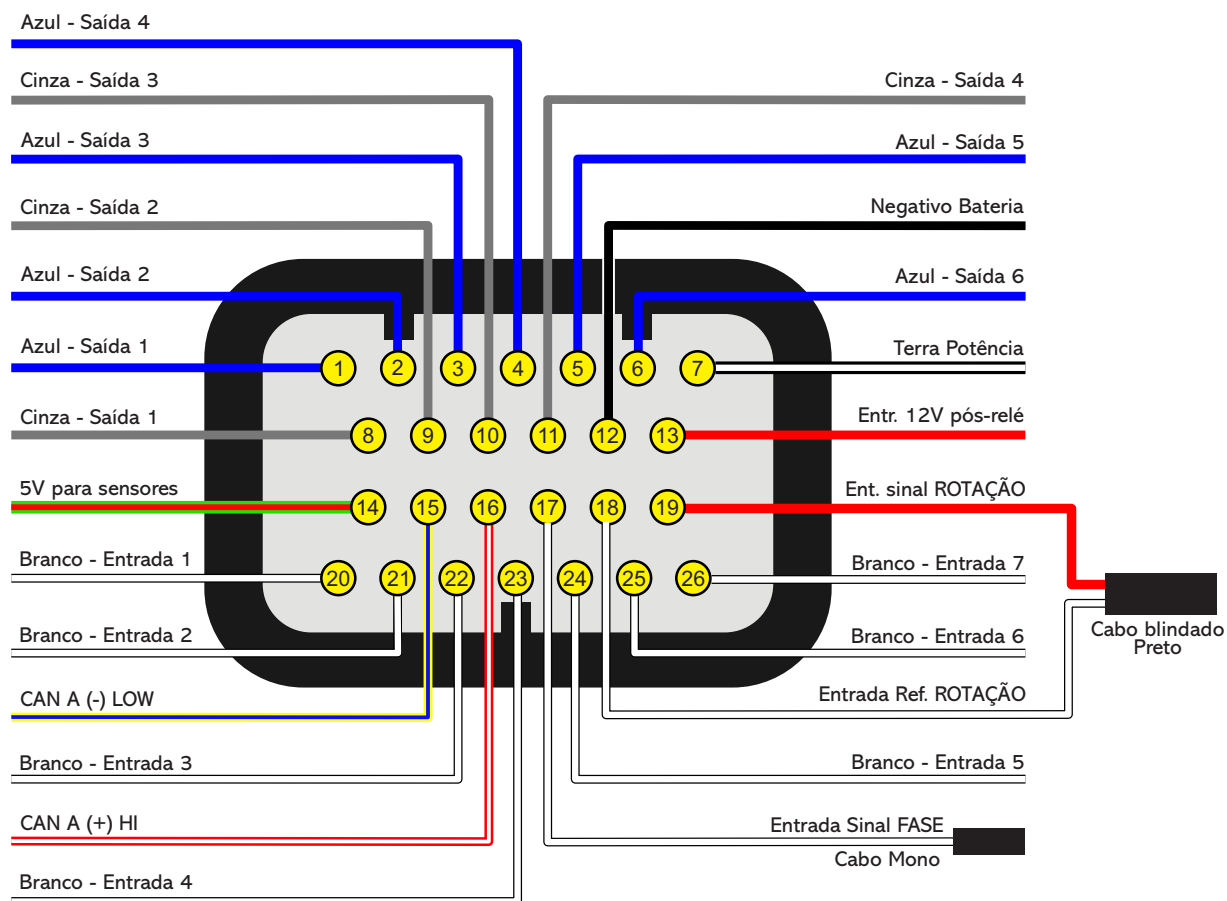 Azul - Saída 4
Cinza - Saída 3
Cinza - Saída 4
Azul - Saída 3
Azul - Saída 5
Cinza - Saída 2
Negativo Bateria
Azul - Saída 2
Azul - Saída 6
Azul - Saída 1
1 2 3 4 5 6 7
Terra Potência
Cinza - Saída 1
8 9 10 11 12 13
Entr. 12V pós-relé
5V para sensores
14 15 16 17 18 19
Ent. sinal ROTAÇÃO
Branco - Entrada 1
20 21 22 23 24 25 26
Branco - Entrada 7
Branco - Entrada 2
Branco - Entrada 6
Cabo blindado
Preto
CAN A (-) LOW
Entrada Ref. ROTAÇÃO
Branco - Entrada 3
Branco - Entrada 5
CAN A (+) HI
Entrada Sinal FASE
Cabo Mono
Branco - Entrada 4